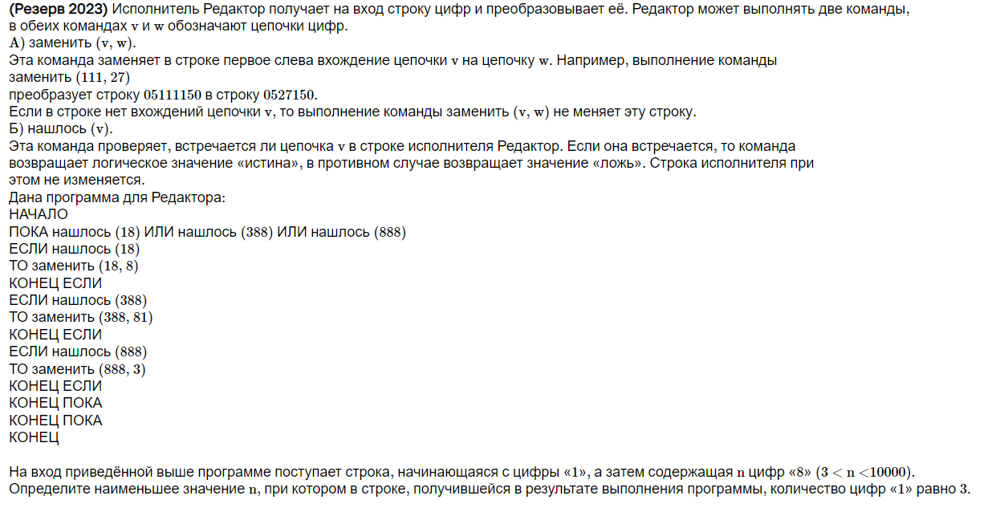 (Резерв 2023) Исполнитель Редактор получает на вход строку цифр и преобразовывает её. Редактор может выполнять две команды,
в обеих командах v и w обозначают цепочки цифр.
А) заменить (v, w).
Эта команда заменяет в строке первое слева вхождение цепочки v на цепочку w. Например, выполнение команды
заменить (111, 27)
преобразует строку 05111150 в строку 0527150.
Если в строке нет вхождений цепочки v, то выполнение команды заменить (v, w) не меняет эту строку.
Б) нашлось (v).
Эта команда проверяет, встречается ли цепочка v в строке исполнителя Редактор. Если она встречается, то команда
возвращает логическое значение «истина», в противном случае возвращает значение «ложь». Строка исполнителя при
этом не изменяется.
Дана программа для Редактора:
НАЧАЛО
ПОКА нашлось (18) ИЛИ нашлось (388) ИЛИ нашлось (888)
ЕСЛИ нашлось (18)
ТО заменить (18, 8)
КОНЕЦ ЕСЛИ
ЕСЛИ нашлось (388)
ТО заменить (388, 81)
КОНЕЦ ЕСЛИ
ЕСЛИ нашлось (888)
ТО заменить (888, 3)
КОНЕЦ ЕСЛИ
КОНЕЦ ПОКА
КОНЕЦ ПОКА
КОНЕЦ
На вход приведённой выше программе поступает строка, начинающаяся с цифры «1», а затем содержащая n цифр «8» (3 < n <10000).
Определите наименьшее значение n, при котором в строке, получившейся в результате выполнения программы, количество цифр «1» равно 3.